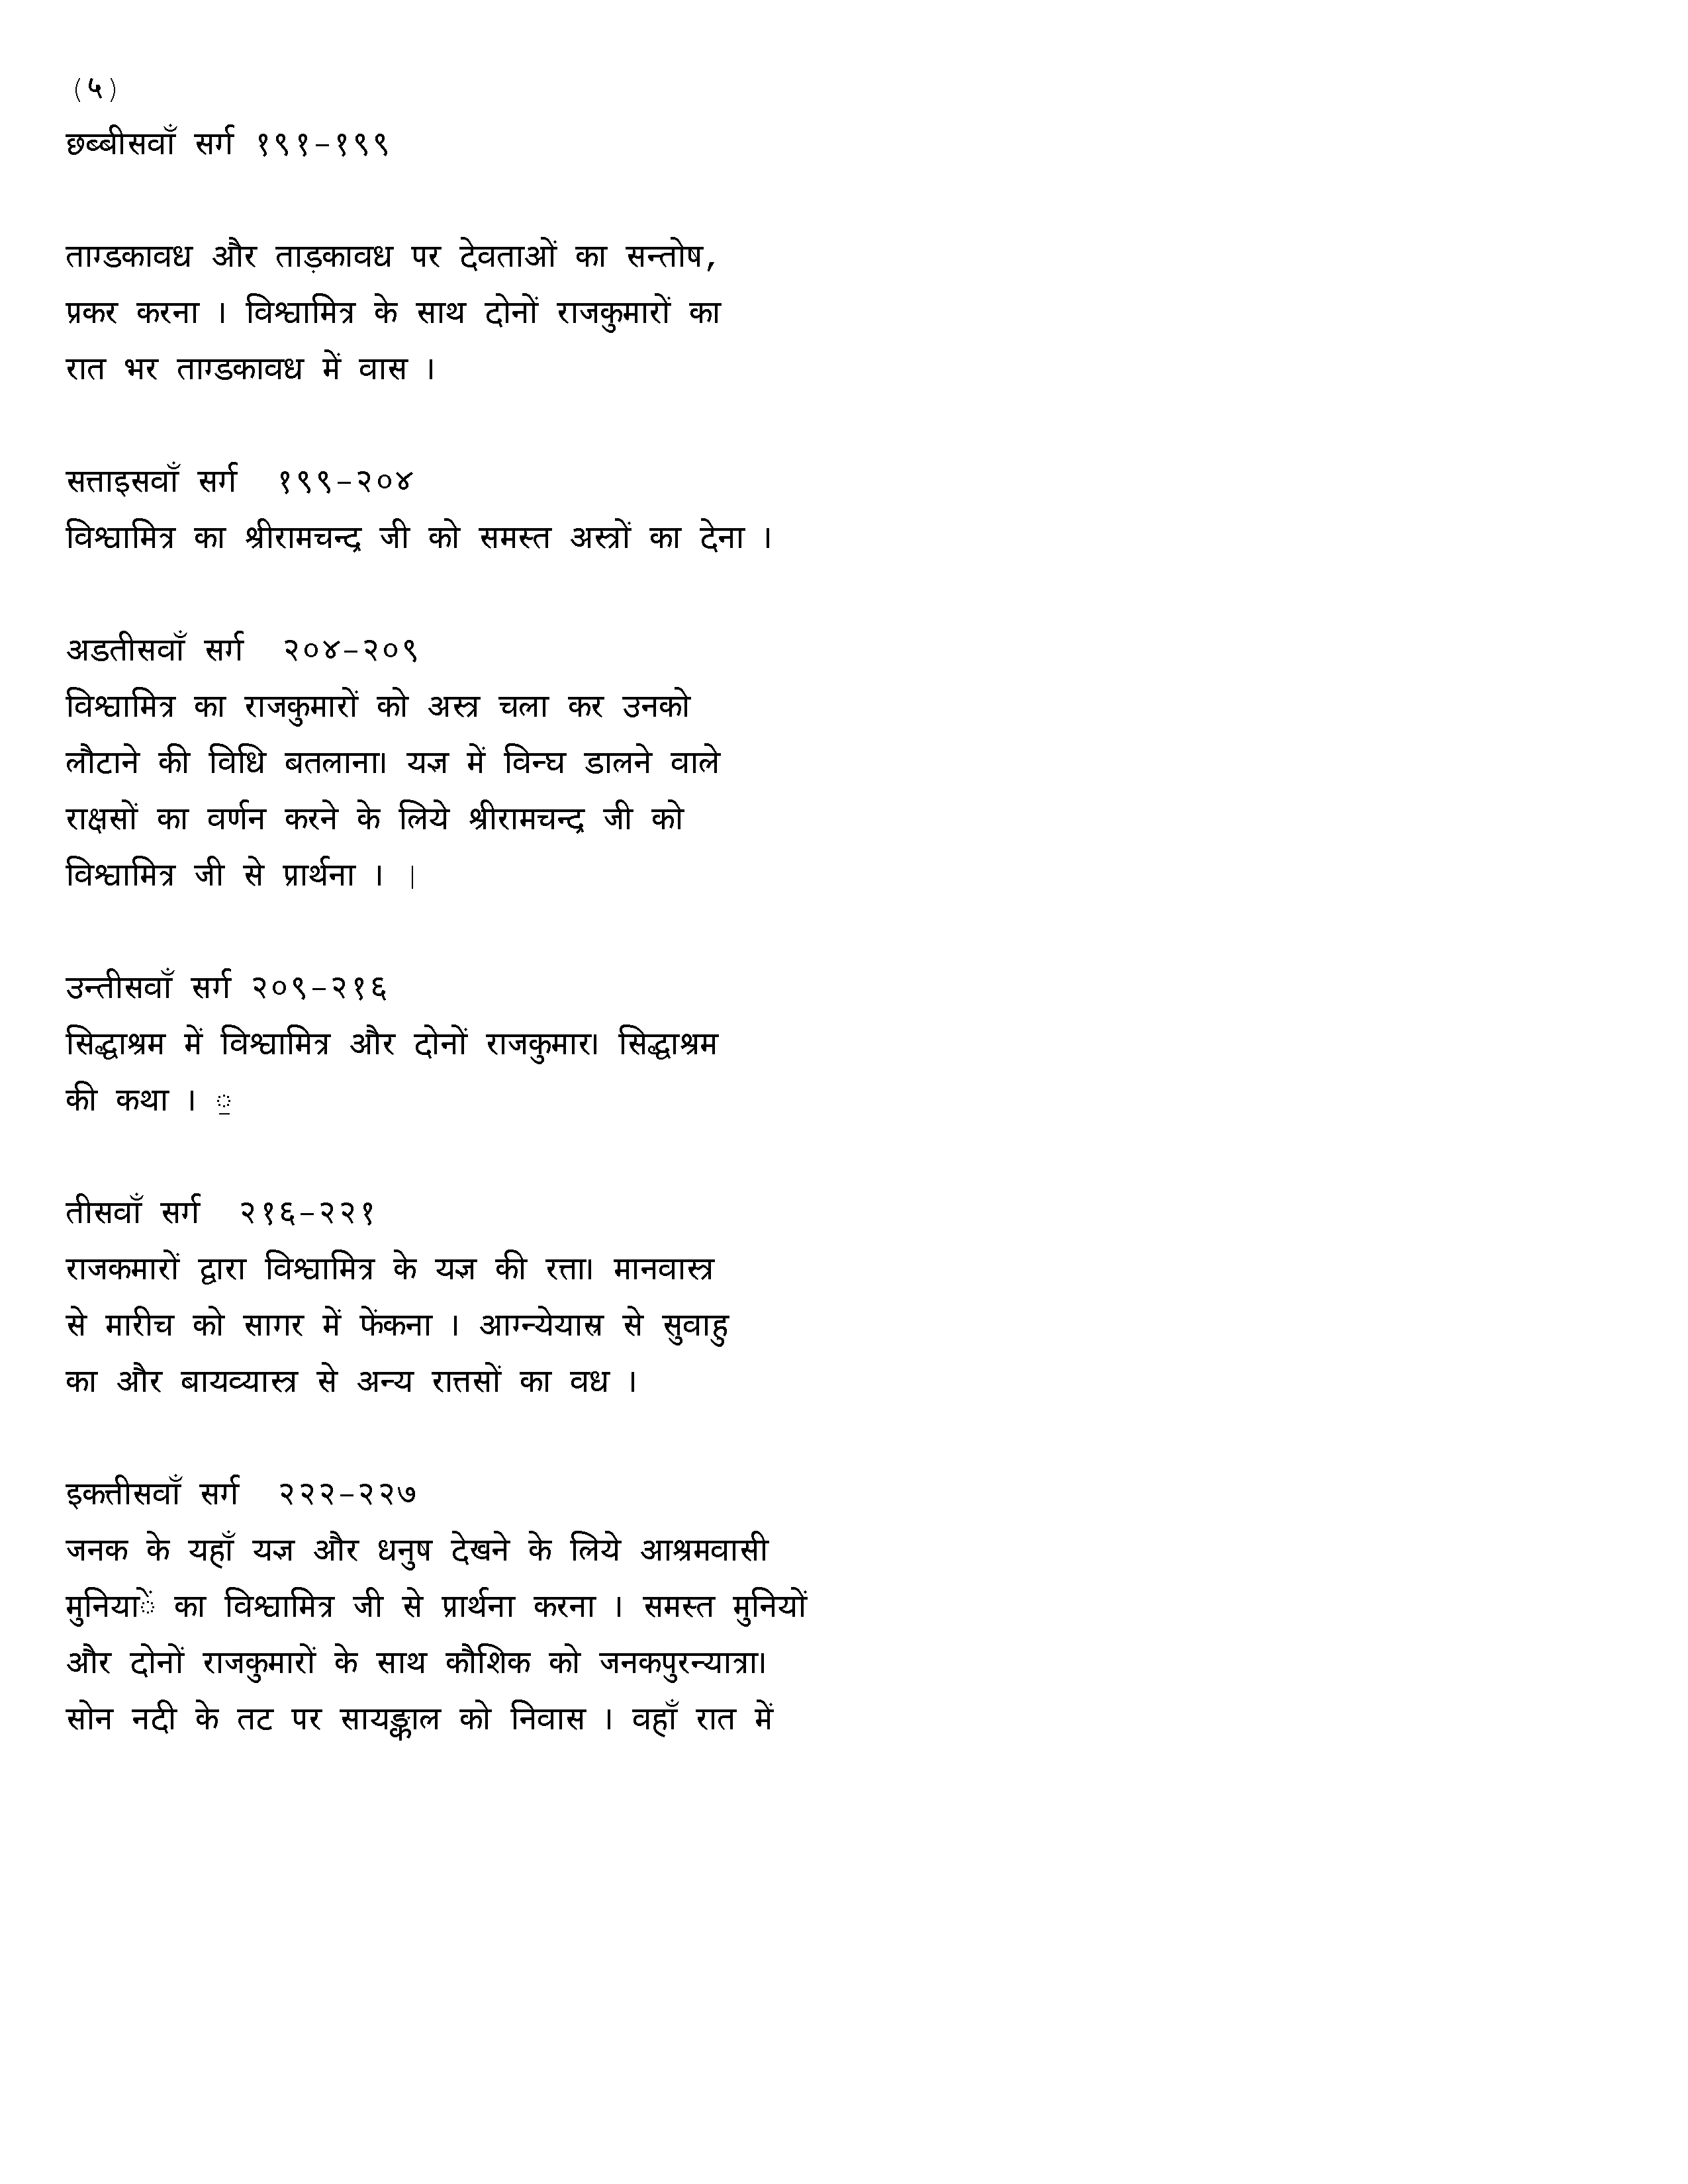 (५)
छब्बीसवाँ सर्ग १९१-१९९
ताग्डकावध और ताड़कावध पर देवताओं का सन्तोष,
प्रकर करना । विश्वामित्र के साथ दोनों राजकुमारों का
रात भर ताग्डकावध में वास ।
सत्ताइसवाँ सर्ग १९९-२०४
विश्वामित्र का श्रीरामचन्द्र जी को समस्त अस्त्रों का देना ।
अडतीसवाँ सर्ग २०४-२०९
विश्वामित्र का राजकुमारों को अस्त्र चला कर उनको
लौटाने की विधि बतलाना। यज्ञ में विन्घ डालने वाले
राक्षसों का वर्णन करने के लिये श्रीरामचन्द्र जी को
विश्वामित्र जी से प्रार्थना । |
उन्तीसवाँ सर्ग २०९-२१६
सिद्धाश्रम में विश्वामित्र और दोनों राजकुमार। सिद्धाश्रम
की कथा । ॒
तीसवाँ सर्ग २१६-२२१
राजकमारों द्वारा विश्वामित्र के यज्ञ की रत्ता। मानवास्त्र
से मारीच को सागर में फेंकना । आग्न्येयास्र से सुवाहु
का और बायव्यास्त्र से अन्य रात्तसों का वध ।
इकत्तीसवाँ सर्ग २२२-२२७
जनक के यहाँ यज्ञ और धनुष देखने के लिये आश्रमवासी
मुनियाें का विश्वामित्र जी से प्रार्थना करना । समस्त मुनियों
और दोनों राजकुमारों के साथ कौशिक को जनकपुरन्यात्रा।
सोन नदी के तट पर सायङ्काल को निवास । वहाँ रात में